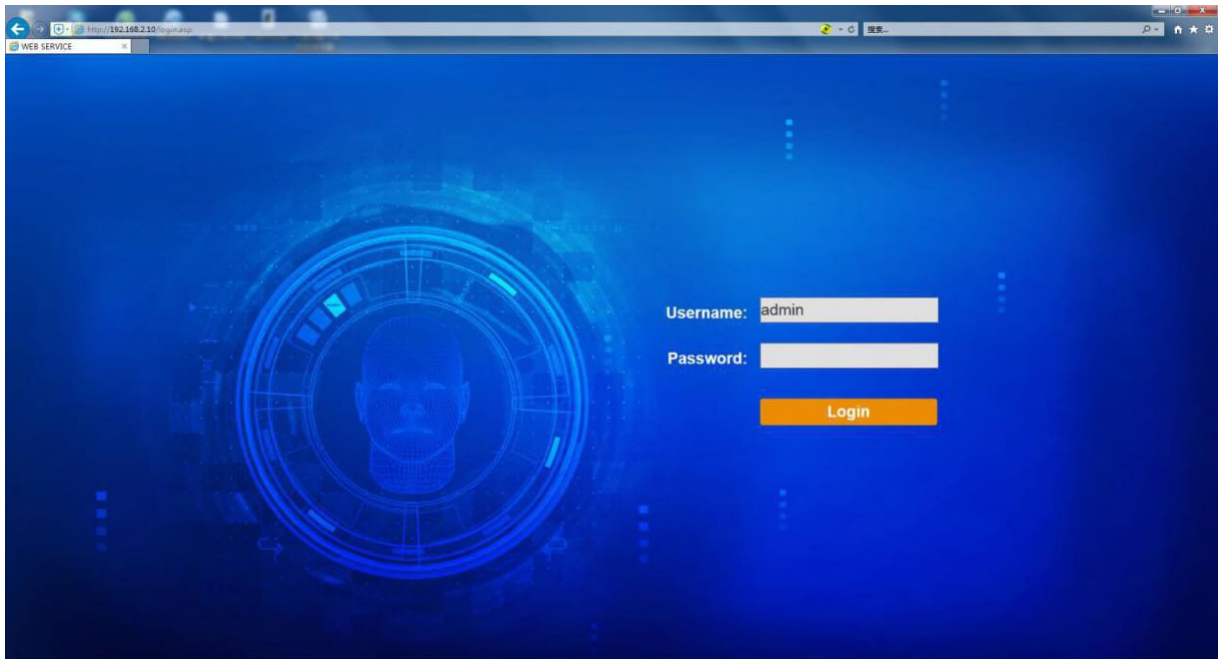 http://192.168.2.10/login.asp
搜索...
WEB SERVICE
Username:
admin
Password:
Login